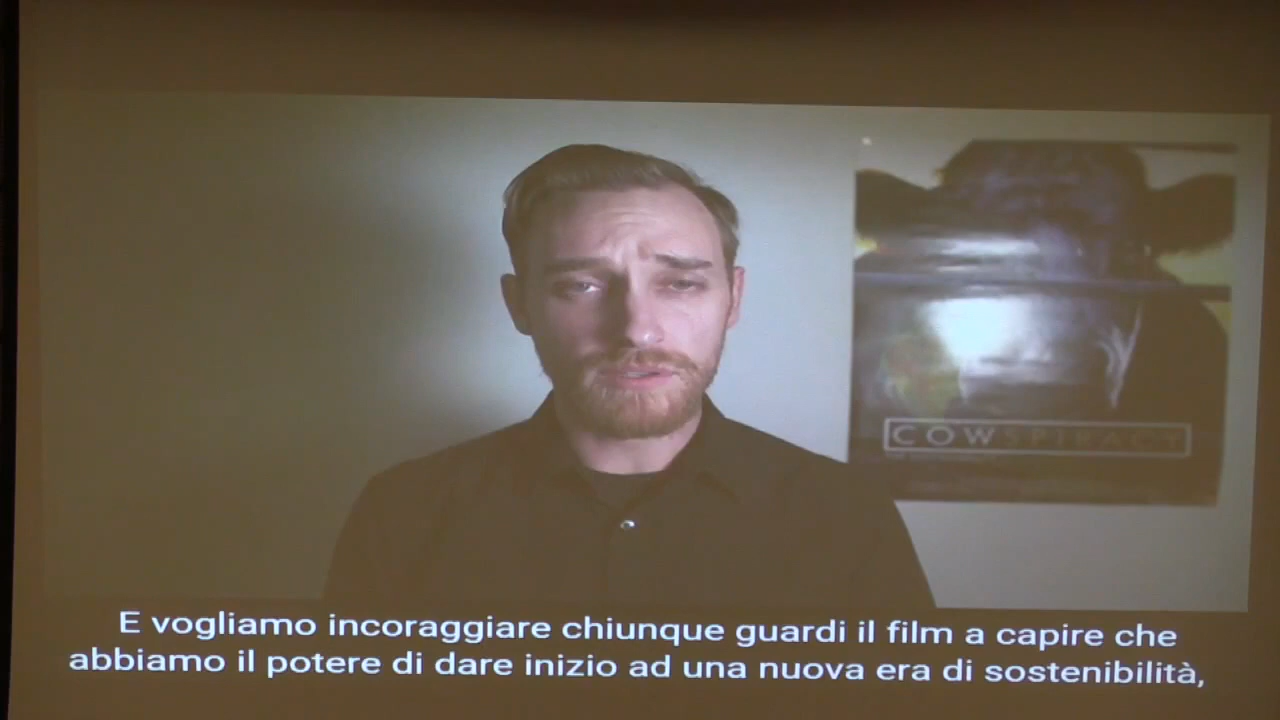 COWSPIRACY
E vogliamo incoraggiare chiunque guardi il film a capire che
abbiamo il potere di dare inizio ad una nuova era di sostenibilità,